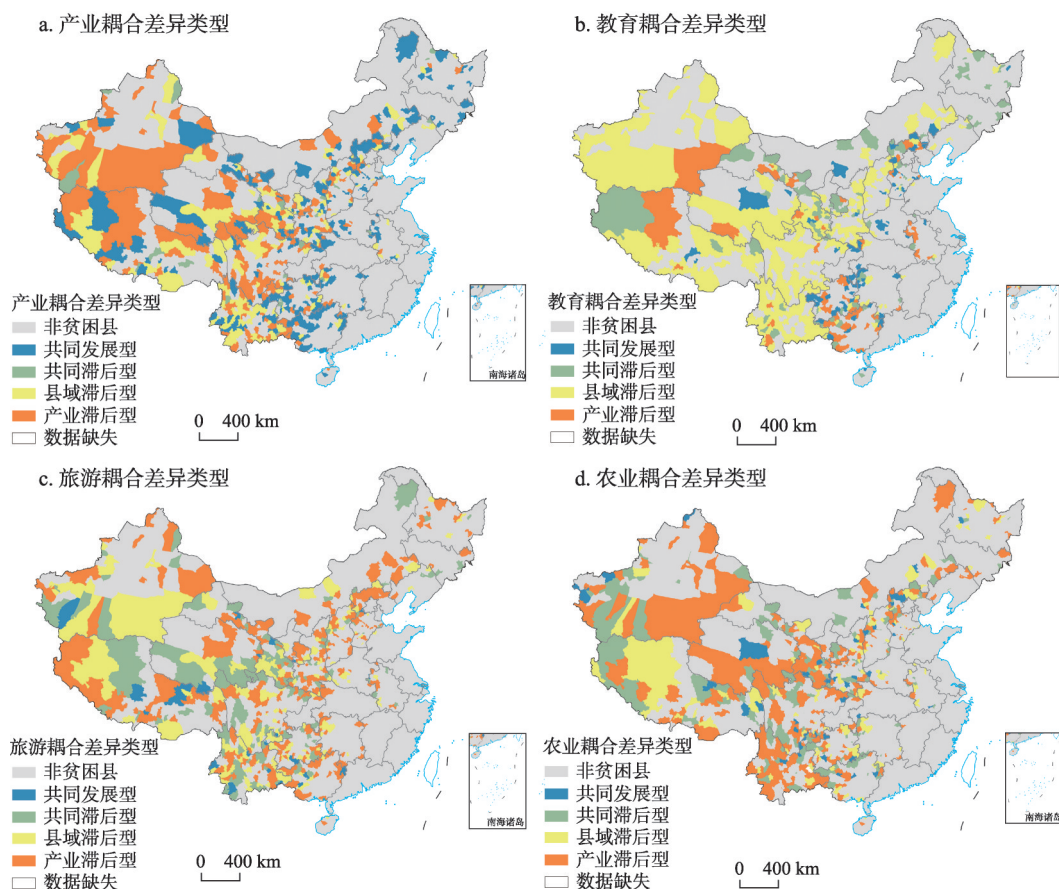 a. 产业耦合差异类型
产业耦合差异类型
非贫困县
共同发展型
共同滞后型
县域滞后型
产业滞后型
数据缺失
0 400 km
南海诸岛
b. 教育耦合差异类型
教育耦合差异类型
非贫困县
共同发展型
共同滞后型
县域滞后型
产业滞后型
数据缺失
0 400 km
c. 旅游耦合差异类型
旅游耦合差异类型
非贫困县
共同发展型
共同滞后型
县域滞后型
产业滞后型
数据缺失
0 400 km
南海诸岛
d. 农业耦合差异类型
农业耦合差异类型
非贫困县
共同发展型
共同滞后型
县域滞后型
产业滞后型
数据缺失
0 400 km
南海诸岛